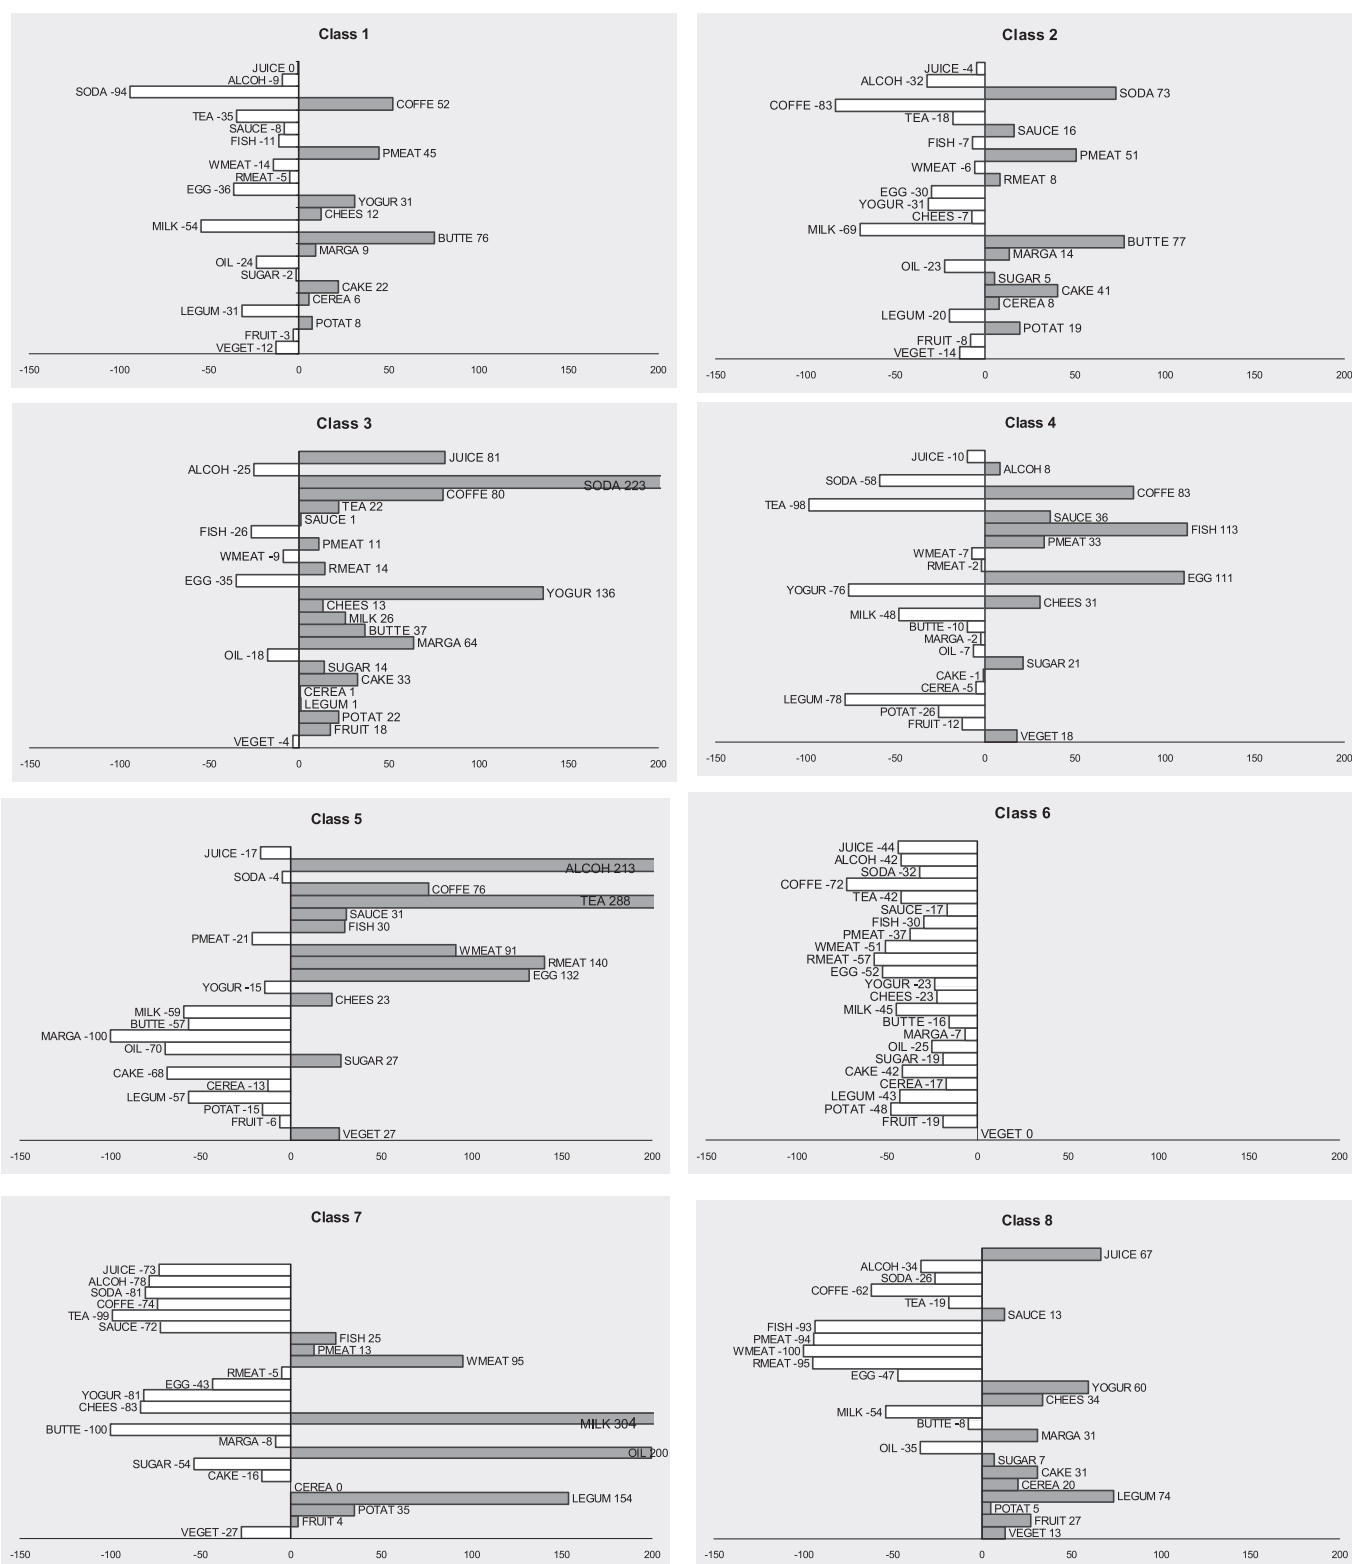 Class 1
JUICE 0
ALCOH -9
SODA -94
COFFE 52
TEA -35
SAUCE -8
FISH -11
PMEAT 45
WMEAT -14
RMEAT -5
EGG -36
YOGUR 31
CHEES 12
MILK -54
BUTTE 76
MARGA 9
OIL -24
SUGAR -2
CAKE 22
CEREA 6
LEGUM -31
POTAT 8
FRUIT -3
VEGET -12
-150 -100 -50 0 50 100 150 200
Class 2
JUICE -4
ALCOH -32
SODA 73
COFFE -83
TEA -18
SAUCE 16
FISH -7
PMEAT 51
WMEAT -6
RMEAT 8
EGG -30
YOGUR -31
CHEES -7
MILK -69
BUTTE 77
MARGA 14
OIL -23
SUGAR 5
CAKE 41
CEREA 8
LEGUM -20
POTAT 19
FRUIT -8
VEGET -14
-150 -100 -50 0 50 100 150 200
Class 3
JUICE 81
ALCOH -25
SODA 223
COFFE 80
TEA 22
SAUCE 1
FISH -26
PMEAT 11
WMEAT -9
RMEAT 14
EGG -35
YOGUR 136
CHEES 13
MILK 26
BUTTE 37
MARGA 64
OIL -18
SUGAR 14
CAKE 33
CEREA 1
LEGUM 1
POTAT 22
FRUIT 18
VEGET -4
-150 -100 -50 0 50 100 150 200
Class 4
JUICE -10
ALCOH 8
SODA -58
COFFE 83
TEA -98
SAUCE 36
FISH 113
PMEAT 33
WMEAT -7
RMEAT -2
EGG 111
YOGUR -76
CHEES 31
MILK -48
BUTTE -10
MARGA -2
OIL -7
SUGAR 21
CAKE -1
CEREA -5
LEGUM -78
POTAT -26
FRUIT -12
VEGET 18
-150 -100 -50 0 50 100 150 200
Class 5
JUICE -17
ALCOH 213
SODA -4
COFFE 76
TEA 288
SAUCE 31
FISH 30
PMEAT -21
WMEAT 91
RMEAT 140
EGG 132
YOGUR -15
CHEES 23
MILK -59
BUTTE -57
MARGA -100
OIL -70
SUGAR 27
CAKE -68
CEREA -13
LEGUM -57
POTAT -15
FRUIT -6
VEGET 27
-150 -100 -50 0 50 100 150 200
Class 6
JUICE -44
ALCOH -42
SODA -32
COFFE -72
TEA -42
SAUCE -17
FISH -30
PMEAT -37
WMEAT -51
RMEAT -57
EGG -52
YOGUR -23
CHEES -23
MILK -45
BUTTE -16
MARGA -7
OIL -25
SUGAR -19
CAKE -42
CEREA -17
LEGUM -43
POTAT -48
FRUIT -19
VEGET 0
-150 -100 -50 0 50 100 150 200
Class 7
JUICE -73
ALCOH -78
SODA -81
COFFE -74
TEA -99
SAUCE -72
FISH 25
PMEAT 13
WMEAT 95
RMEAT -5
EGG -43
YOGUR -81
CHEES -83
MILK 304
BUTTE -100
MARGA -8
OIL 200
SUGAR -54
CAKE -16
CEREA 0
LEGUM 154
POTAT 35
FRUIT 4
VEGET -27
-150 -100 -50 0 50 100 150 200
Class 8
JUICE 67
ALCOH -34
SODA -26
COFFE -62
TEA -19
SAUCE 13
FISH -93
PMEAT -94
WMEAT -100
RMEAT -95
EGG -47
YOGUR 60
CHEES 34
MILK -54
BUTTE -8
MARGA 31
OIL -35
SUGAR 7
CAKE 31
CEREA 20
LEGUM 74
POTAT 5
FRUIT 27
VEGET 13
-150 -100 -50 0 50 100 150 200